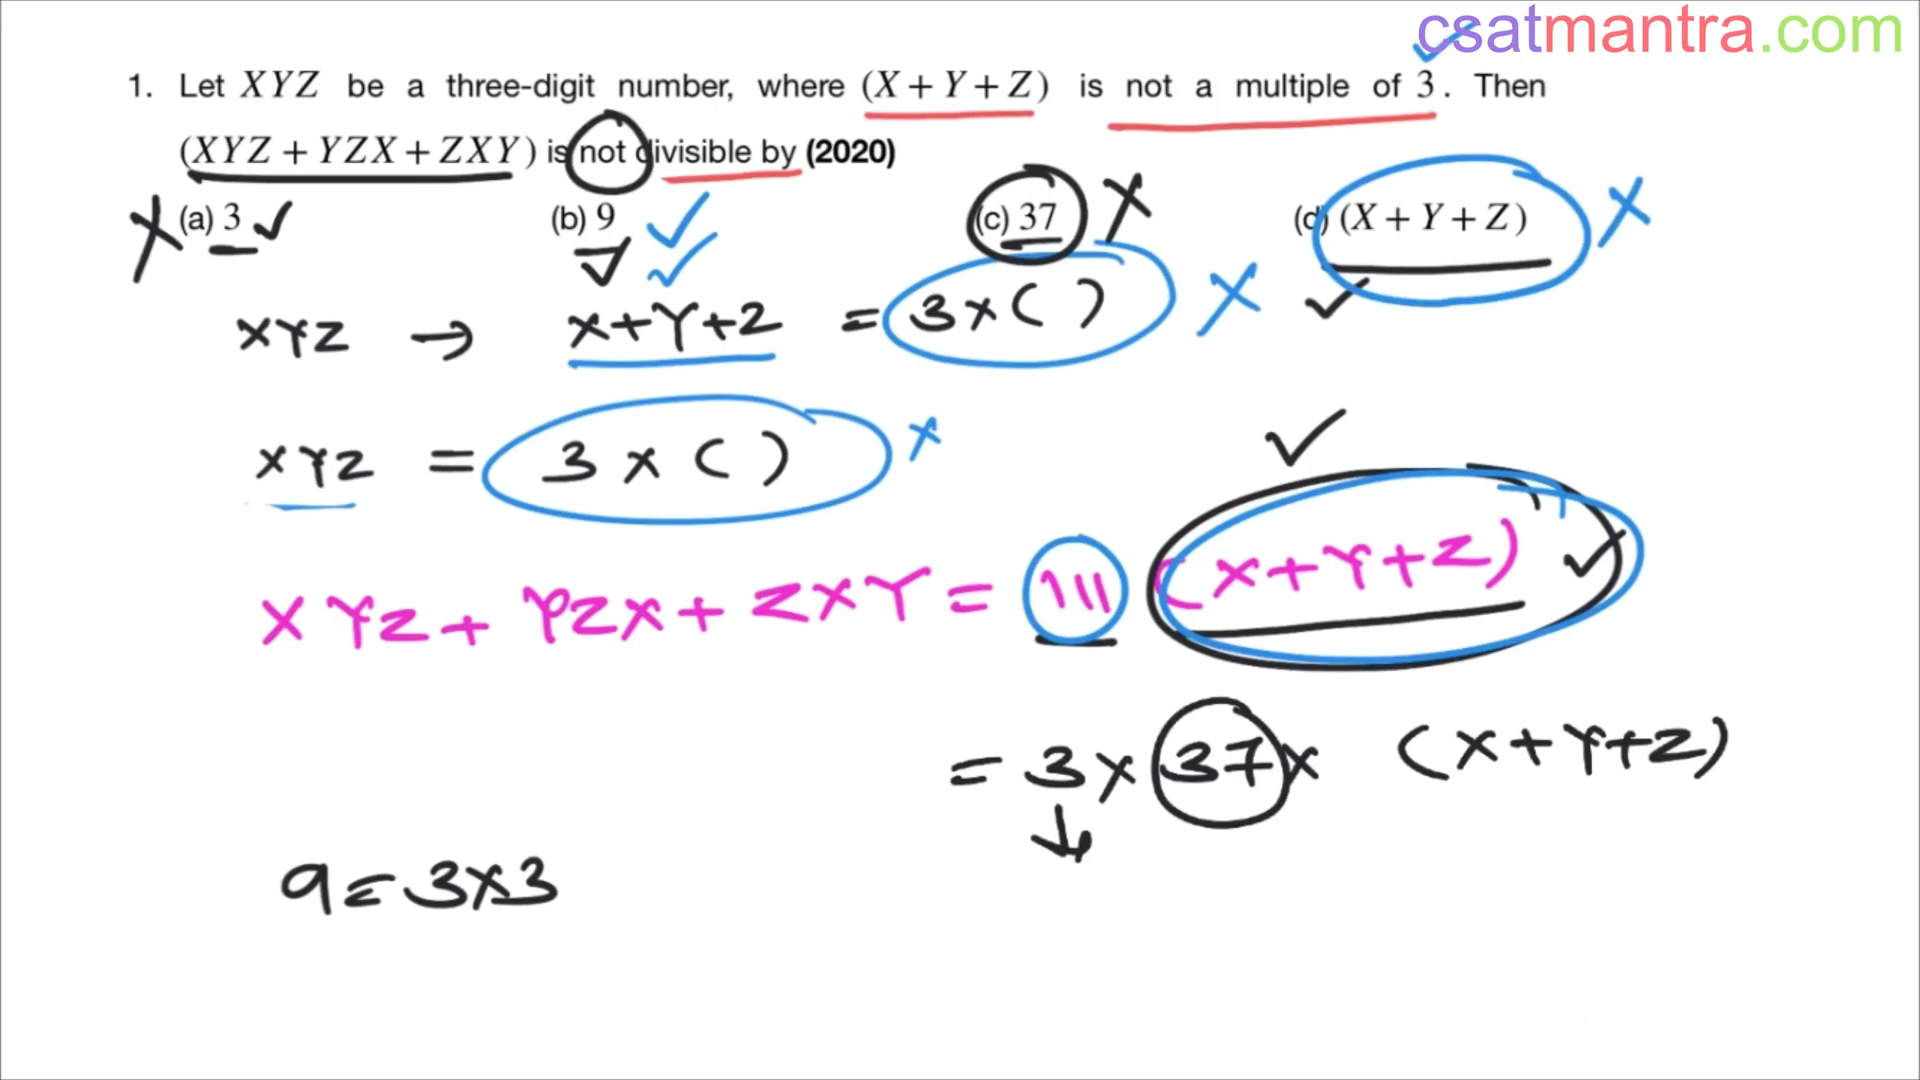 csatmantra.com
1. Let XYZ be a three-digit number, where (X + Y + Z) is not a multiple of 3. Then
(XYZ + YZX + ZXY) is not divisible by (2020)
(a) 3 (b) 9 (c) 37 (d) (X + Y + Z)
XYZ → X+Y+Z = 3 × ( )
XYZ = 3 × ( )
XYZ + YZX + ZXY = 111 (X+Y+Z)
= 3 × 37 × (X+Y+Z)
9 = 3×3